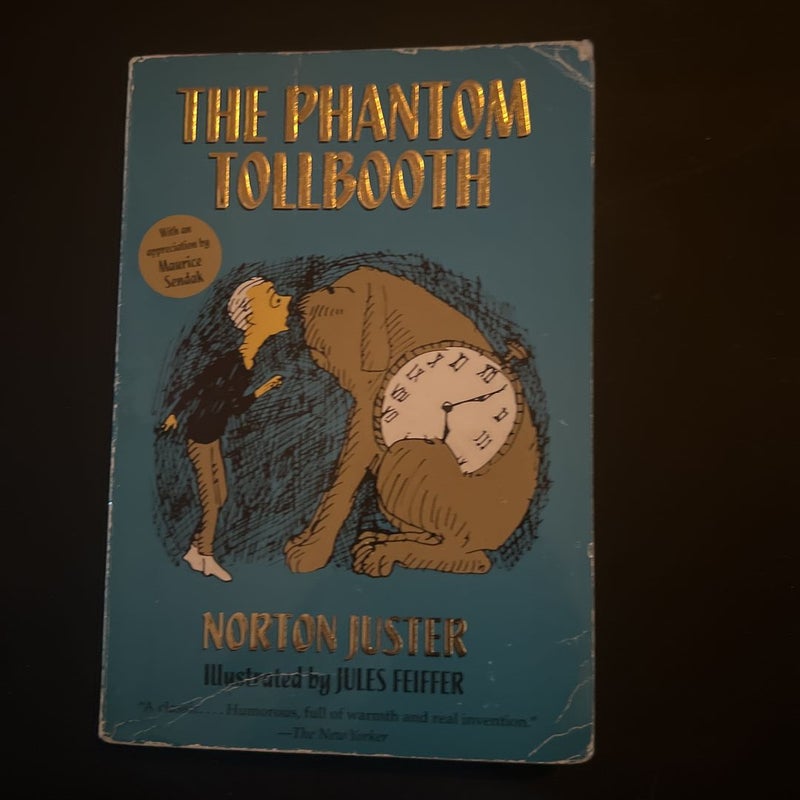 THE PHANTOM
TOLLBOOTH
With an
appreciation by
Maurice
Sendak
NORTON JUSTER
Illustrated by JULES FEIFFER
"A classic.... Humorous, full of warmth and real invention."
—The New Yorker